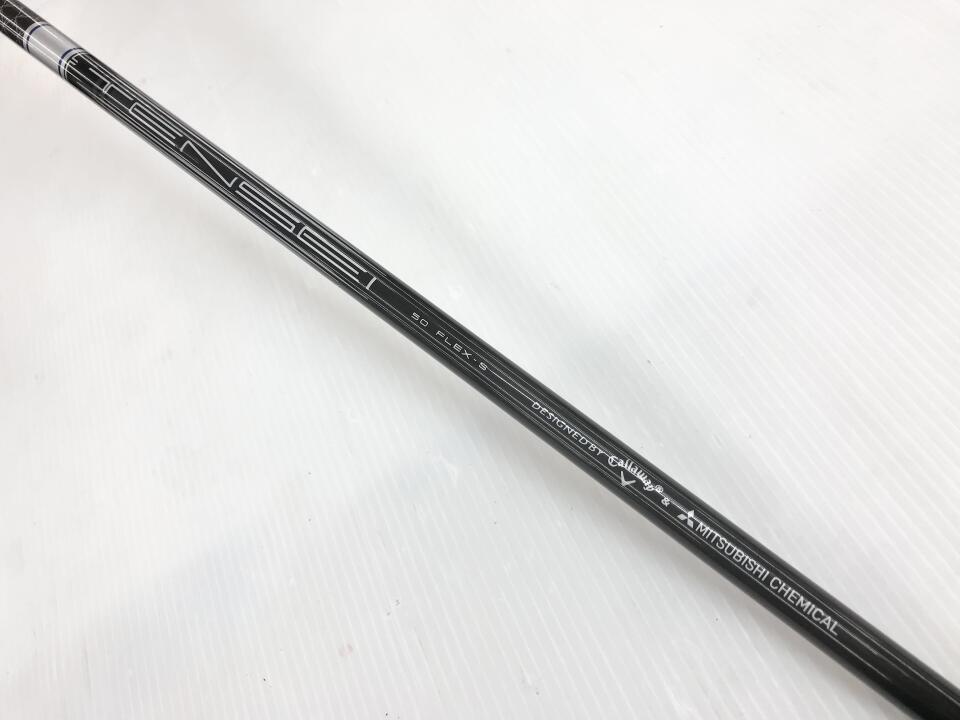 TENSEI
50 FLEX-S
DESIGNED BY Callaway® & MITSUBISHI CHEMICAL